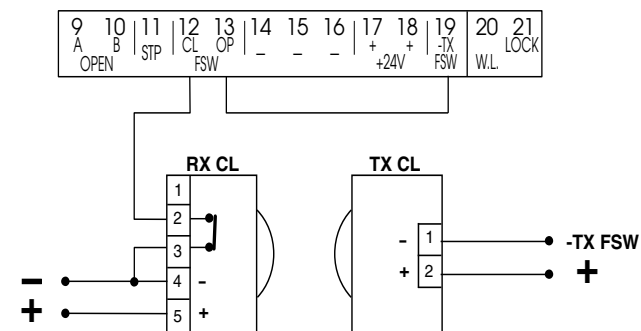 9 10 11 12 13 14 15 16 17 18 19 20 21
A B STP CL OP _ _ _ + + -TX LOCK
OPEN FSW +24V FSW W.L.
RX CL TX CL
1
2
3
4 -
5 +
- 1 -TX FSW
+ 2 +
-
+